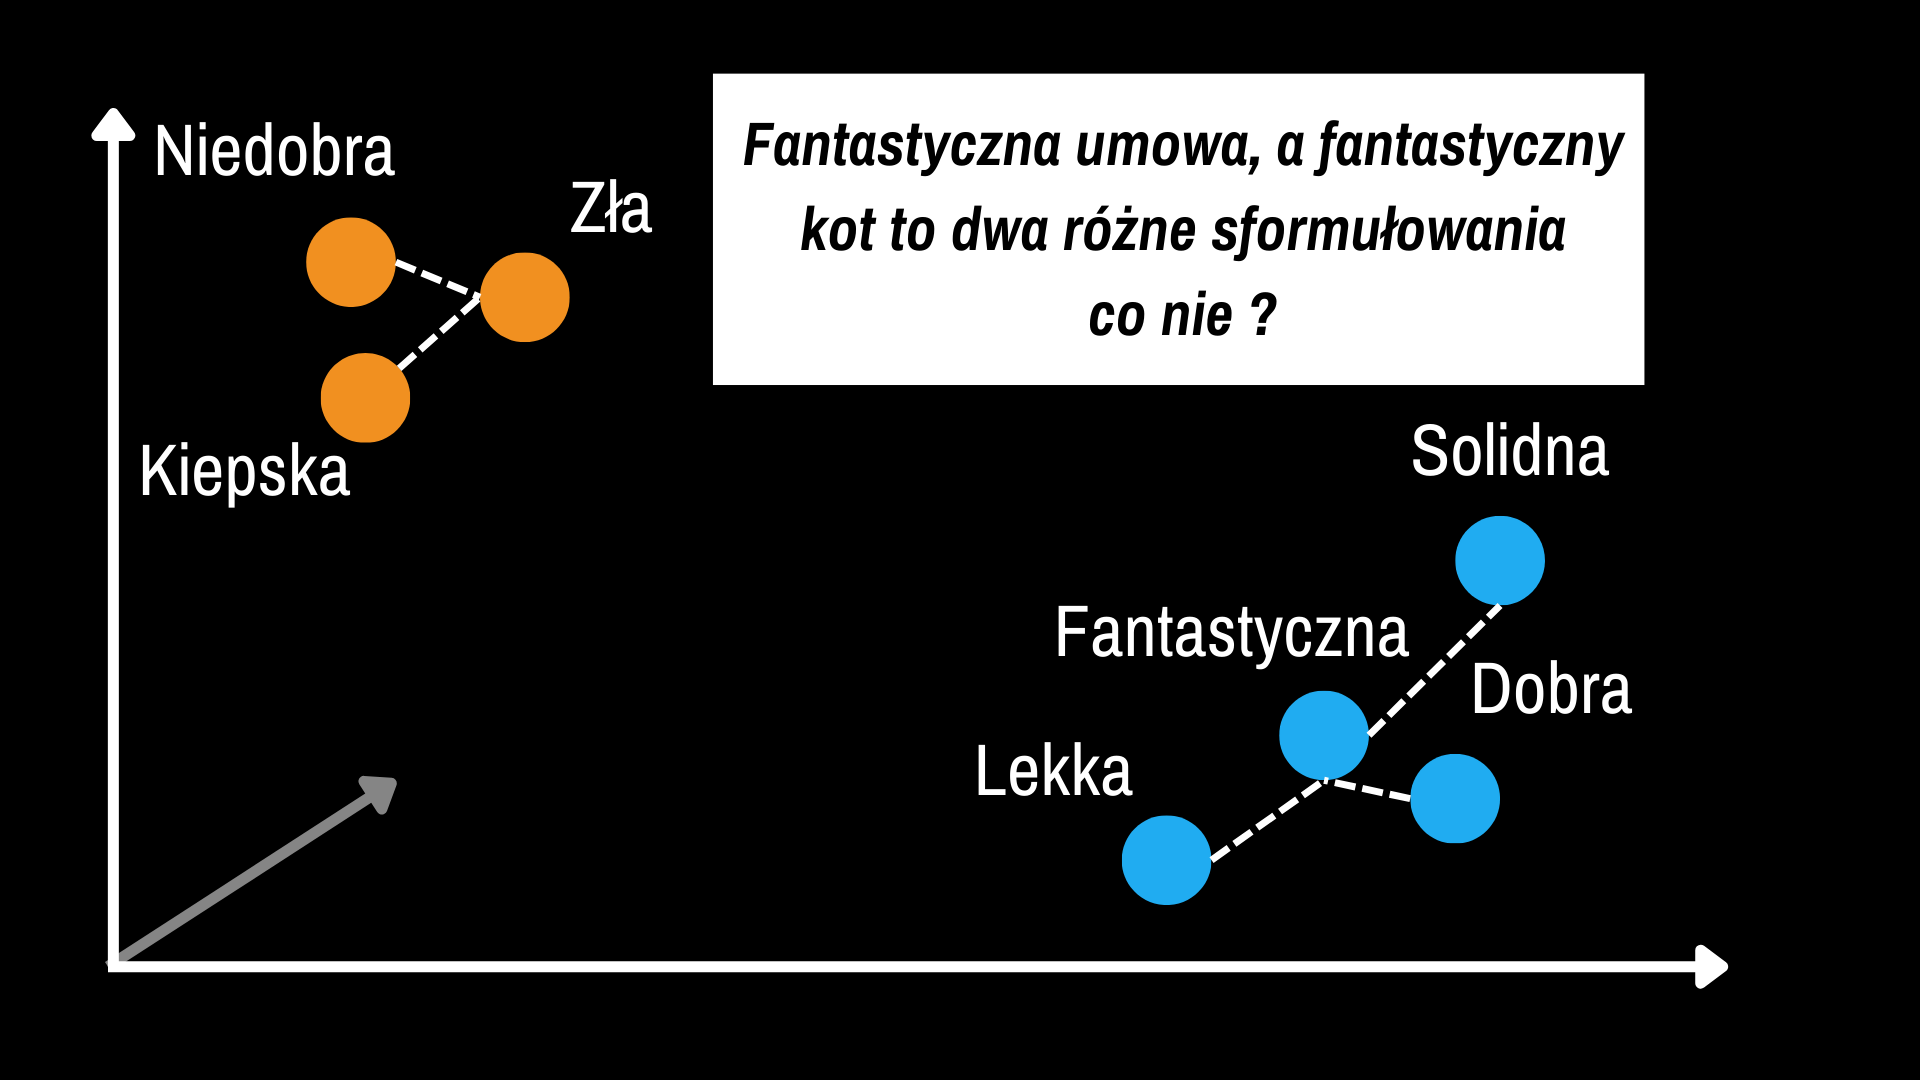 Niedobra
Zła
Kiepska
Fantastyczna umowa, a fantastyczny
kot to dwa różne sformułowania
co nie ?
Solidna
Fantastyczna
Dobra
Lekka